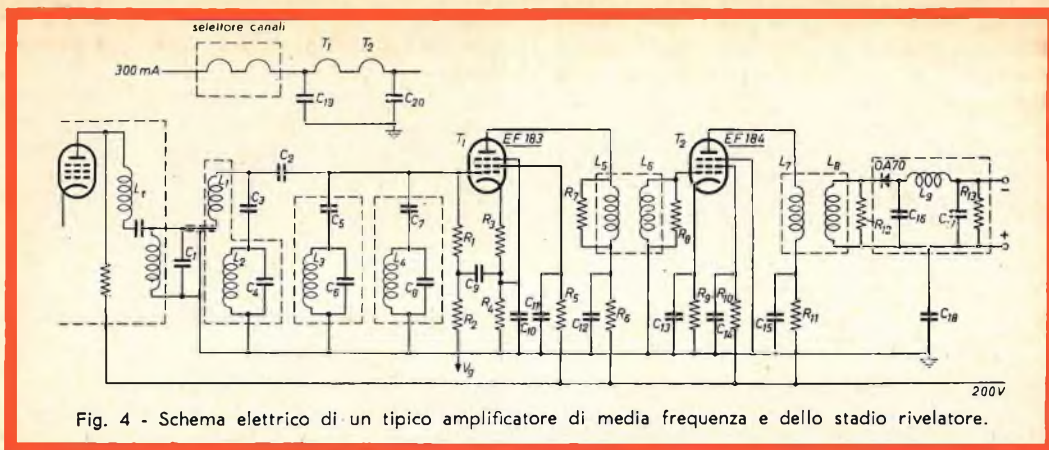 selettore canali
T1 T2
300 mA
C19 C20
T1 EF 183 T2 EF 184
C2
L1 L1 C3 C5 C7
L5 L6 L7 L8 OA70
R7 R8 L9 R13
C16 C17
R12
C1 R1 R3
L2 C4 L3 C6 L4 C8
C9
R2 R4 C11 C10 R5 C12 R6 C13 R9 R10 C14 C15 R11 C18
Vg
- +
200V
Fig. 4 - Schema elettrico di un tipico amplificatore di media frequenza e dello stadio rivelatore.